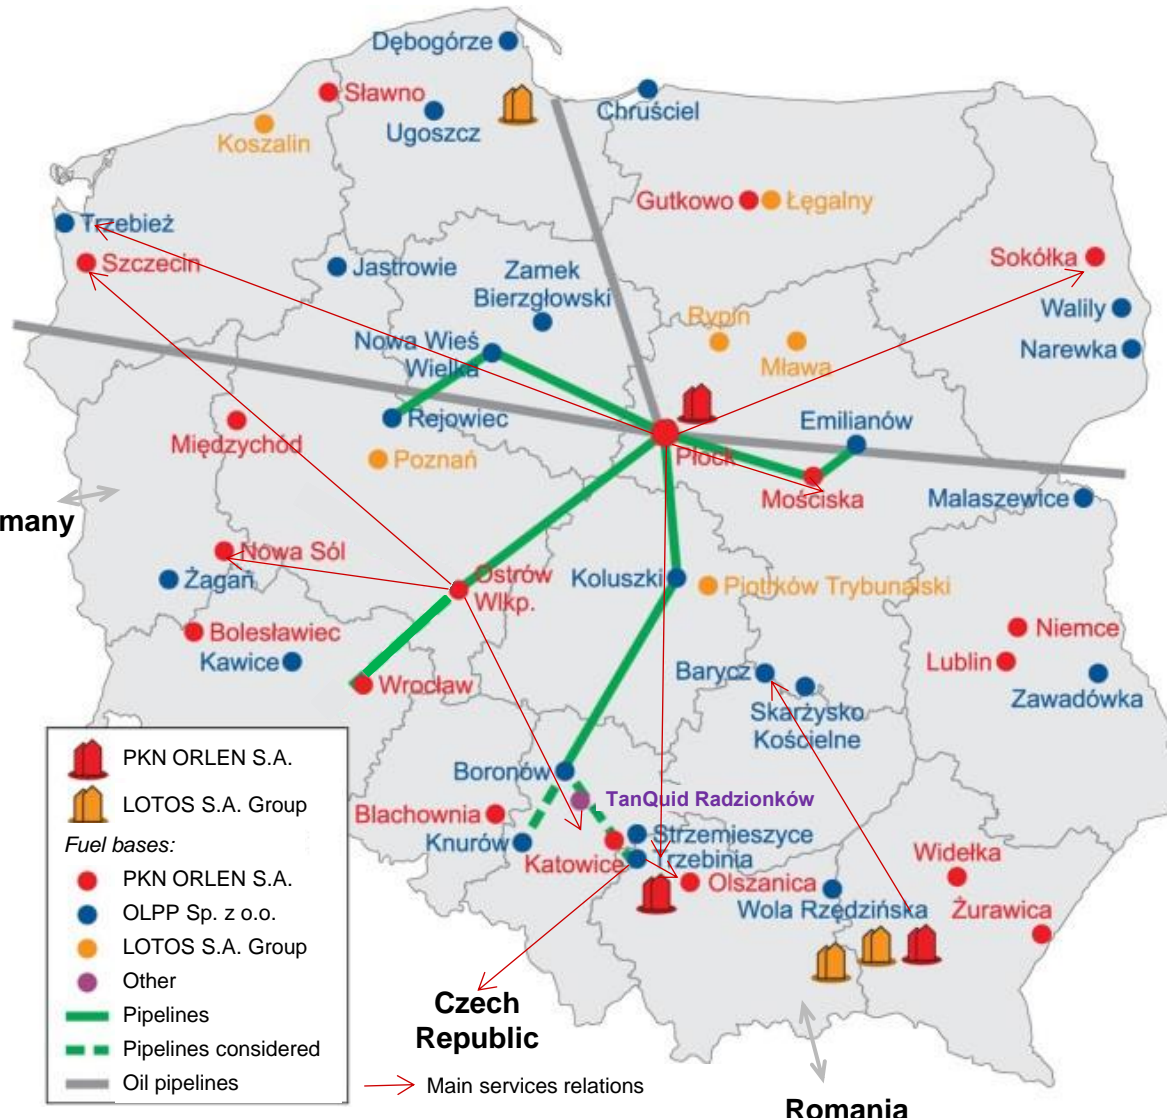 Dębogórze
Sławno
Ugoszcz
Chruściel
Koszalin
Gutkowo
Łęgalny
Trzebież
Szczecin
Jastrowie
Zamek
Bierzgłowski
Sokółka
Walily
Narewka
Nowa Wieś
Wielka
Rypin
Mława
Rejowiec
Emilianów
Międzychód
Poznań
Płock
Mościska
Malaszewice
many
Nowa Sól
Żagań
Ostrów
Wlkp.
Koluszki
Piotrków Trybunalski
Bolesławiec
Kawice
Niemce
Lublin
Zawadówka
Wrocław
Barycz
Skarżysko
Kościelne
Boronów
TanQuid Radzionków
Blachownia
Knurów
Katowice
Strzemieszyce
Trzebinia
Olszanica
Wola Rzędzińska
Widełka
Żurawica
Czech
Republic
Romania
PKN ORLEN S.A.
LOTOS S.A. Group
Fuel bases:
PKN ORLEN S.A.
OLPP Sp. z o.o.
LOTOS S.A. Group
Other
Pipelines
Pipelines considered
Oil pipelines
Main services relations